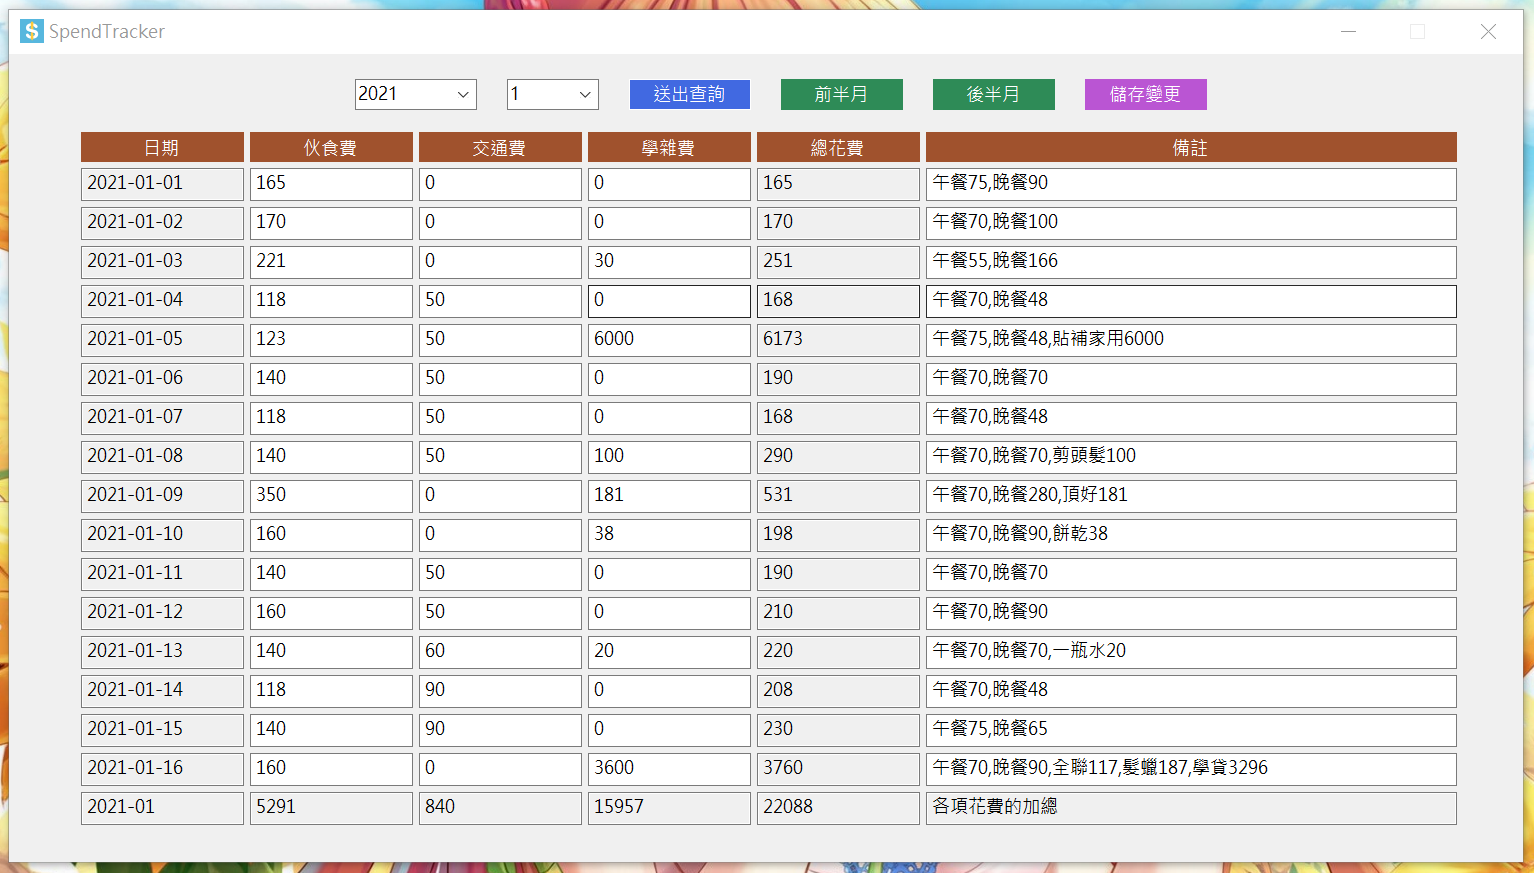 SpendTracker
2021 1 送出查詢 前半月 後半月 儲存變更
日期 伙食費 交通費 學雜費 總花費 備註
2021-01-01 165 0 0 165 午餐75,晚餐90
2021-01-02 170 0 0 170 午餐70,晚餐100
2021-01-03 221 0 30 251 午餐55,晚餐166
2021-01-04 118 50 0 168 午餐70,晚餐48
2021-01-05 123 50 6000 6173 午餐75,晚餐48,貼補家用6000
2021-01-06 140 50 0 190 午餐70,晚餐70
2021-01-07 118 50 0 168 午餐70,晚餐48
2021-01-08 140 50 100 290 午餐70,晚餐70,剪頭髮100
2021-01-09 350 0 181 531 午餐70,晚餐280,頂好181
2021-01-10 160 0 38 198 午餐70,晚餐90,餅乾38
2021-01-11 140 50 0 190 午餐70,晚餐70
2021-01-12 160 50 0 210 午餐70,晚餐90
2021-01-13 140 60 20 220 午餐70,晚餐70,一瓶水20
2021-01-14 118 90 0 208 午餐70,晚餐48
2021-01-15 140 90 0 230 午餐75,晚餐65
2021-01-16 160 0 3600 3760 午餐70,晚餐90,全聯117,髮蠟187,學貸3296
2021-01 5291 840 15957 22088 各項花費的加總